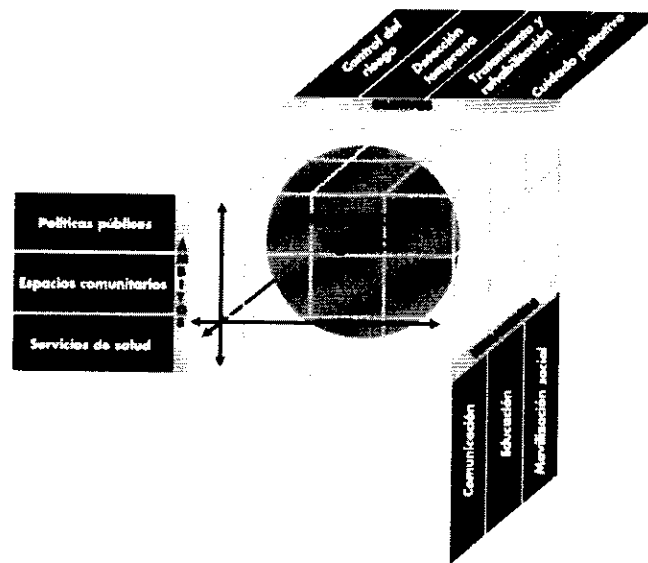 Control del
riesgo
Detección
temprana
Tratamiento y
rehabilitación
Cuidado paliativo
Políticas públicas
Espacios comunitarios
Servicios de salud
ÁMBITOS
Comunicación
Educación
Movilización social